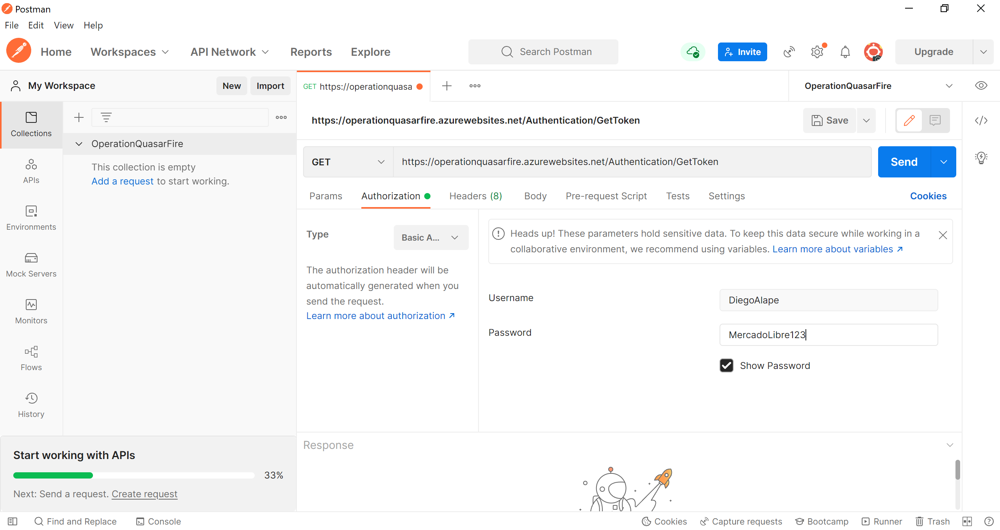 Postman
File Edit View Help
Home Workspaces API Network Reports Explore Search Postman Invite Upgrade
My Workspace New Import
GET https://operationquasa
OperationQuasarFire
Collections
APIs
Environments
Mock Servers
Monitors
Flows
History
OperationQuasarFire
This collection is empty
Add a request to start working.
Start working with APIs
33%
Next: Send a request. Create request
https://operationquasarfire.azurewebsites.net/Authentication/GetToken
Save
GET https://operationquasarfire.azurewebsites.net/Authentication/GetToken Send
Params Authorization Headers (8) Body Pre-request Script Tests Settings Cookies
Type Basic A...
The authorization header will be
automatically generated when you
send the request.
Learn more about authorization
Heads up! These parameters hold sensitive data. To keep this data secure while working in a
collaborative environment, we recommend using variables. Learn more about variables
Username DiegoAlape
Password MercadoLibre123
Show Password
Response
Find and Replace Console Cookies Capture requests Bootcamp Runner Trash